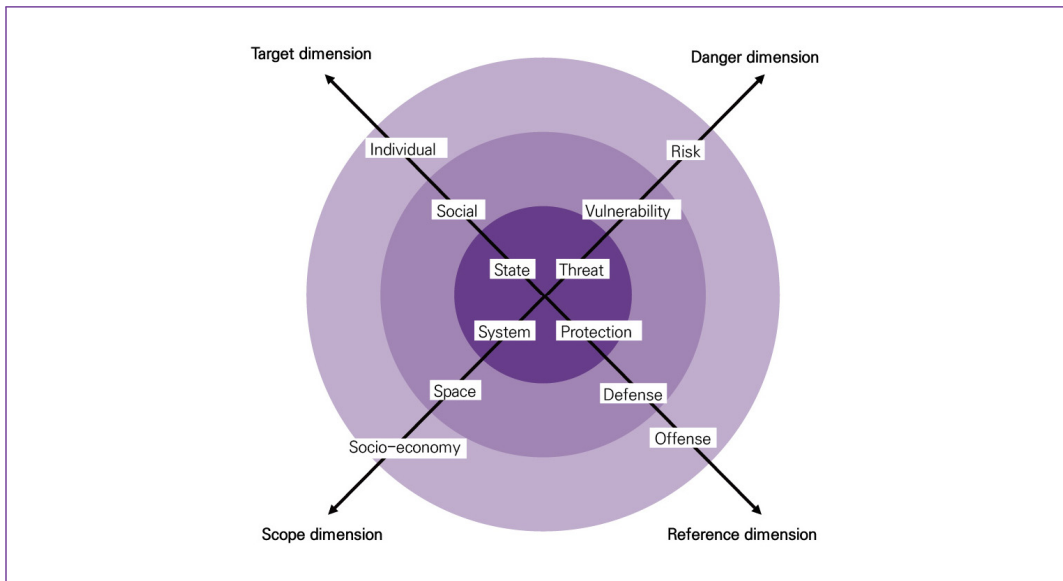 Target dimension
Danger dimension
Individual
Risk
Social
Vulnerability
State
Threat
System
Protection
Space
Defense
Socio-economy
Offense
Scope dimension
Reference dimension